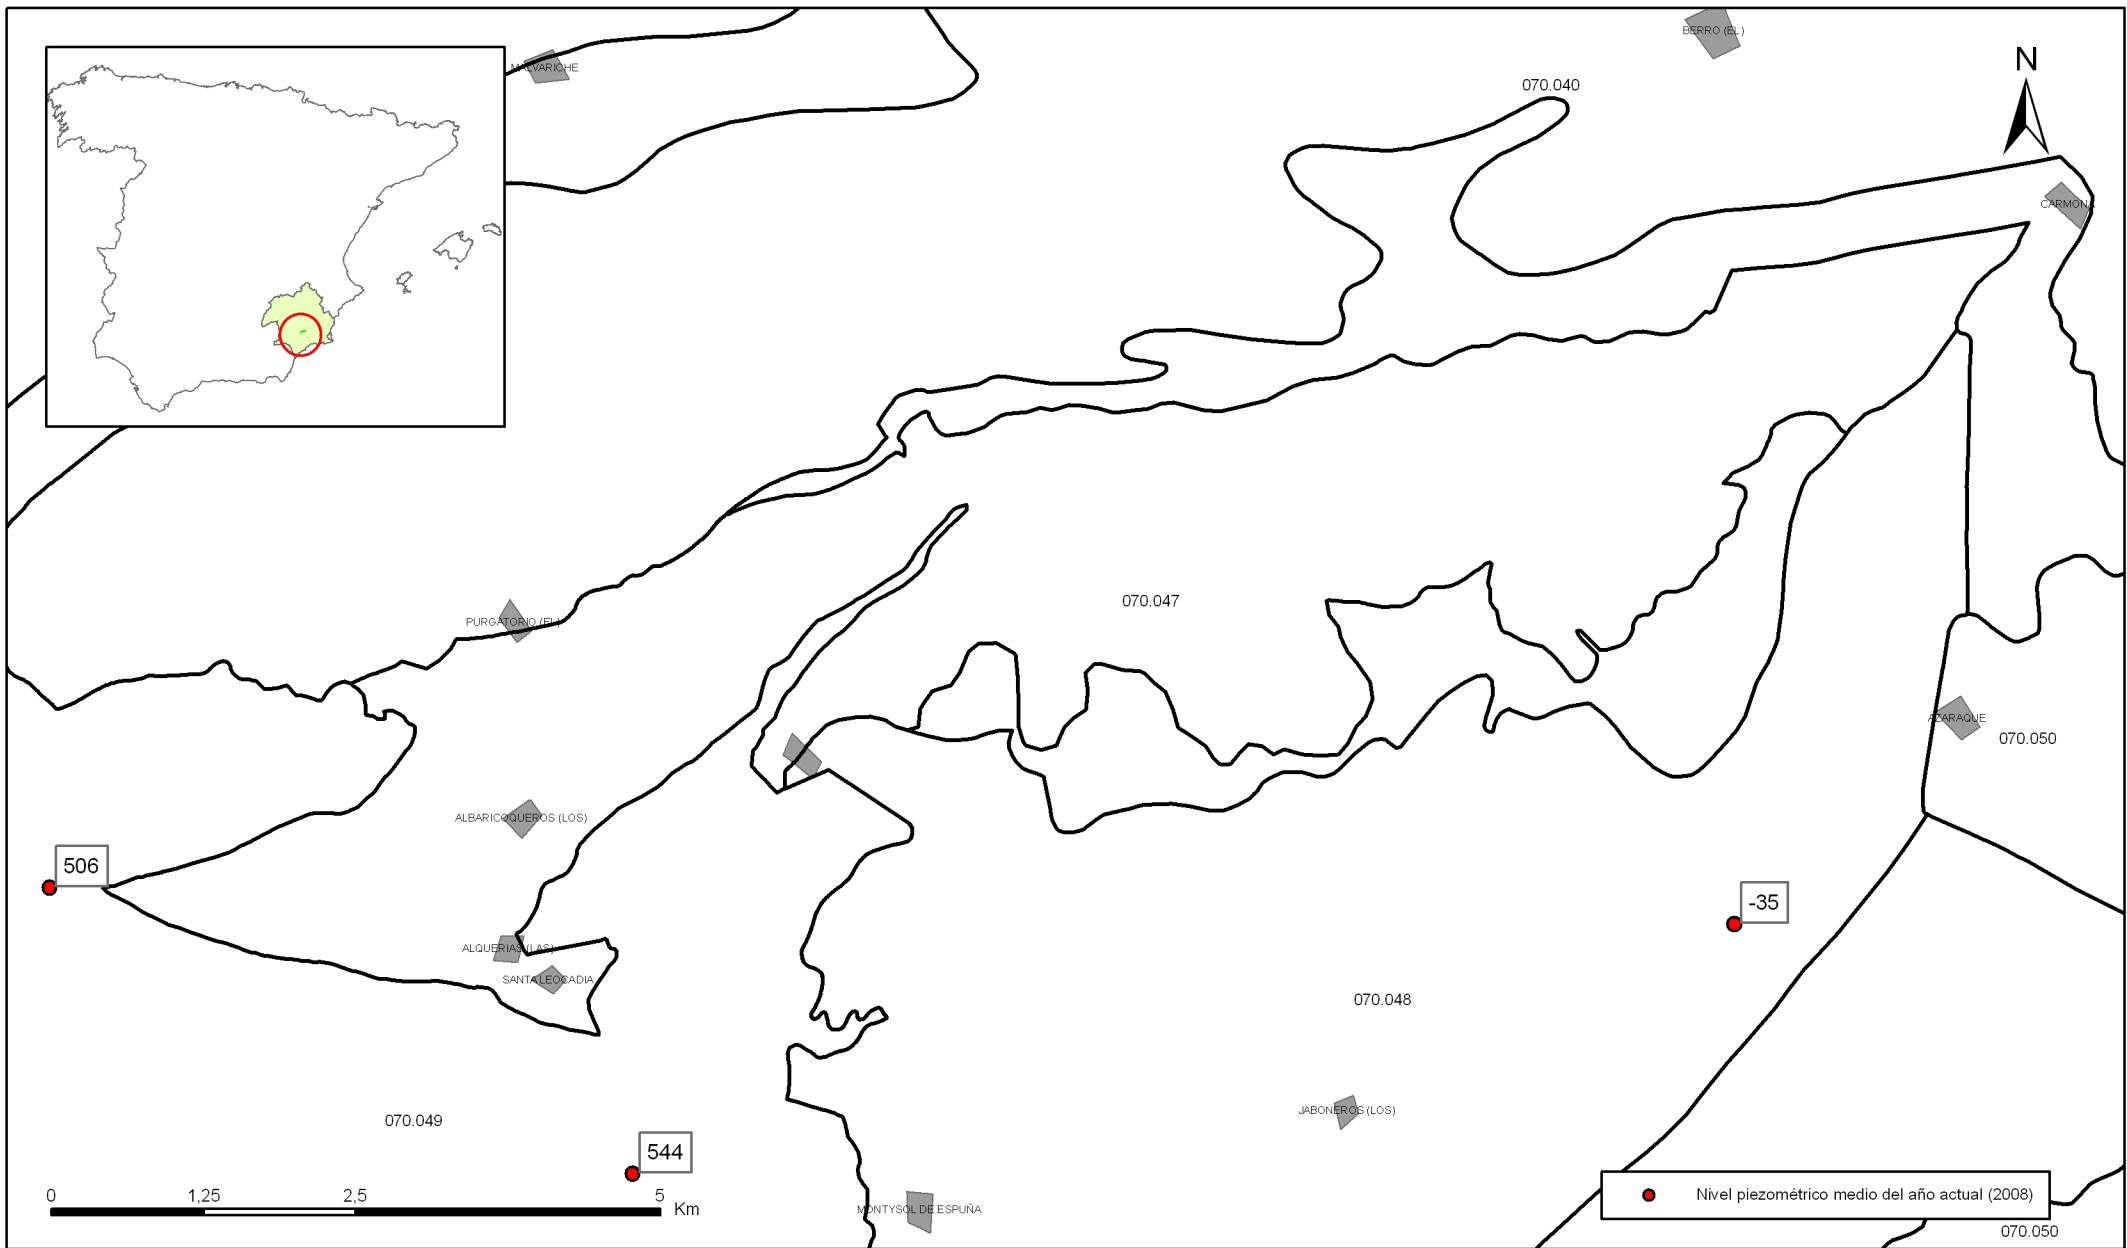 BERRO (EL)
MALVARICHE
N
070.040
CARMONA
070.047
PURGATORIO (EL)
AZARAQUE
070.050
ALBARICOQUEROS (LOS)
506
-35
ALQUERIAS (LAS)
SANTA LEOCADIA
070.048
JABONEROS (LOS)
070.049
544
0 1,25 2,5 5 Km
Nivel piezométrico medio del año actual (2008)
MONTYSOL DE ESPUÑA
070.050